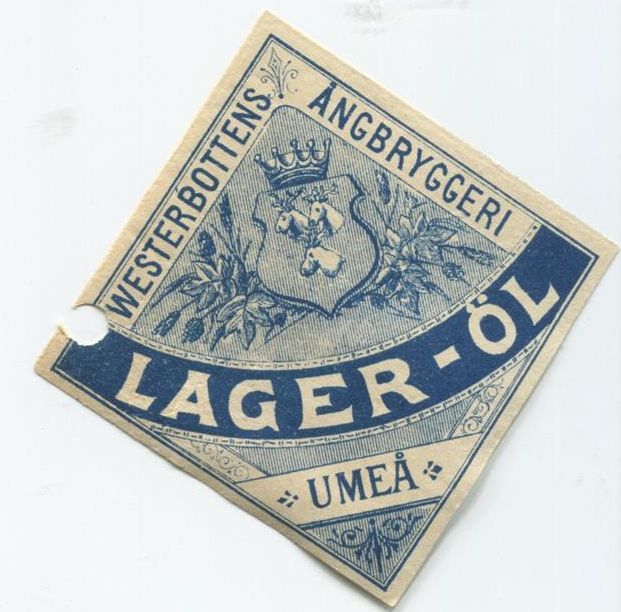 WESTERBOTTENS
ÅNGBRYGGERI
LAGER-ÖL
UMEÅ